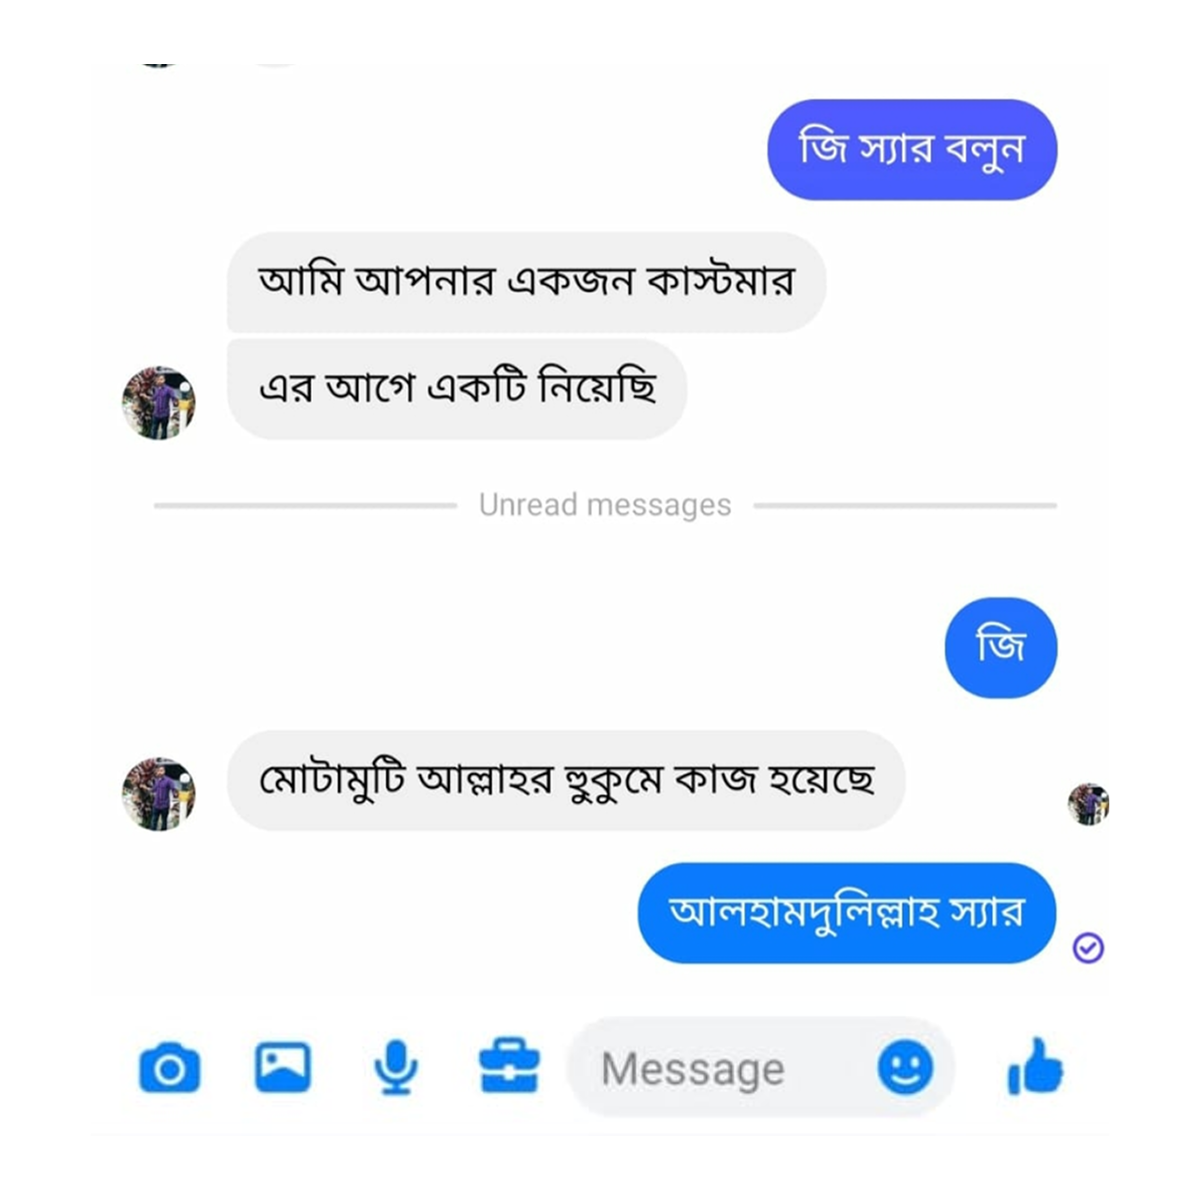 জি স্যার বলুন
আমি আপনার একজন কাস্টমার
এর আগে একটি নিয়েছি
Unread messages
জি
মোটামুটি আল্লাহর হুকুমে কাজ হয়েছে
আলহামদুলিল্লাহ স্যার
Message